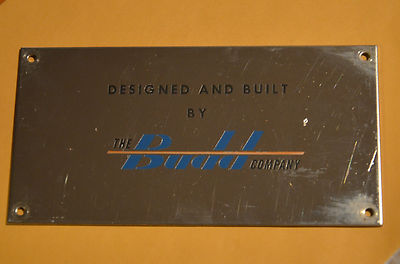 DESIGNED AND BUILT
BY
THE Budd COMPANY